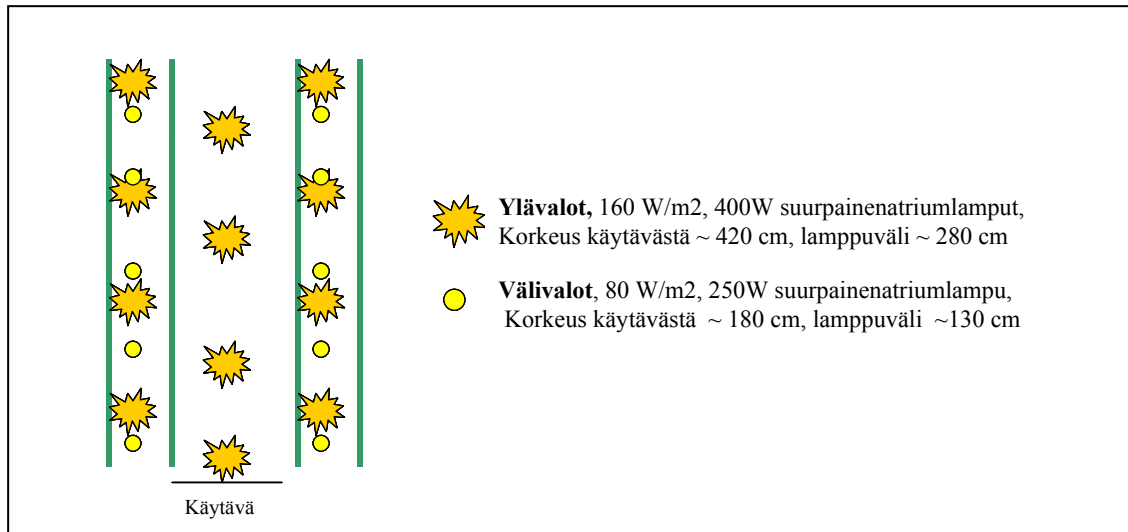 Ylävalot, 160 W/m2, 400W suurpainenatriumlamput,
Korkeus käytävästä ~ 420 cm, lamppuväli ~ 280 cm
Välivalot, 80 W/m2, 250W suurpainenatriumlampu,
Korkeus käytävästä ~ 180 cm, lamppuväli ~130 cm
Käytävä